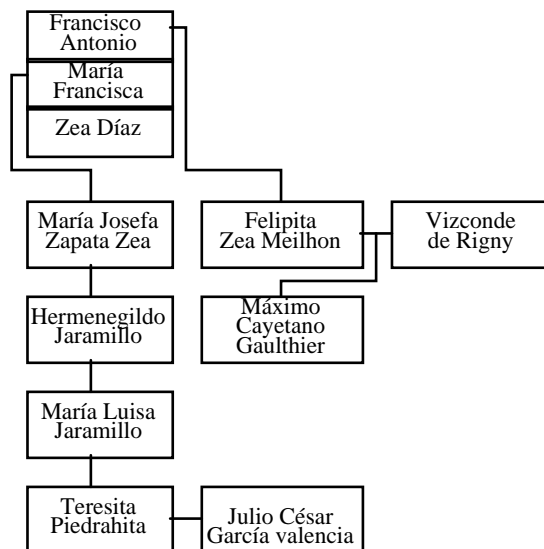 Francisco
Antonio
María
Francisca
Zea Díaz
María Josefa
Zapata Zea
Felipita
Zea Meilhon
Vizconde
de Rigny
Hermenegildo
Jaramillo
Máximo
Cayetano
Gaulthier
María Luisa
Jaramillo
Teresita
Piedrahita
Julio César
García valencia